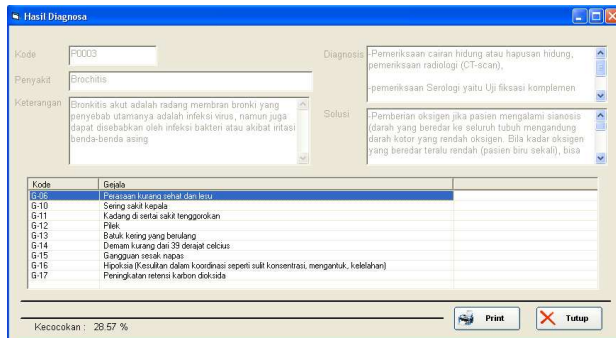 Hasil Diagnosa
Kode P0003
Penyakit Brochitis
Keterangan Bronkitis akut adalah radang membran bronki yang
penyebab utamanya adalah infeksi virus, namun juga
dapat disebabkan oleh infeksi bakteri atau akibat iritasi
benda-benda asing
Diagnosis -Pemeriksaan cairan hidung atau hapusan hidung,
pemeriksaan radiologi (CT-scan),
-pemeriksaan Serologi yaitu Uji fiksasi komplemen
Solusi -Pemberian oksigen jika pasien mengalami sianosis
(darah yang beredar ke seluruh tubuh mengandung
darah kotor yang rendah oksigen. Bila kadar oksigen
yang beredar teralu rendah (pasien biru sekali), bisa
Kode Gejala
G-06 Perasaan kurang sehat dan lesu
G-10 Sering sakit kepala
G-11 Kadang di sertai sakit tenggorokan
G-12 Pilek
G-13 Batuk kering yang berulang
G-14 Demam kurang dari 39 derajat celcius
G-15 Gangguan sesak napas
G-16 Hipoksia (Kesulitan dalam koordinasi seperti sulit konsentrasi, mengantuk, kelelahan)
G-17 Peningkatan retensi karbon dioksida
Print Tutup
Kecocokan : 28.57 %